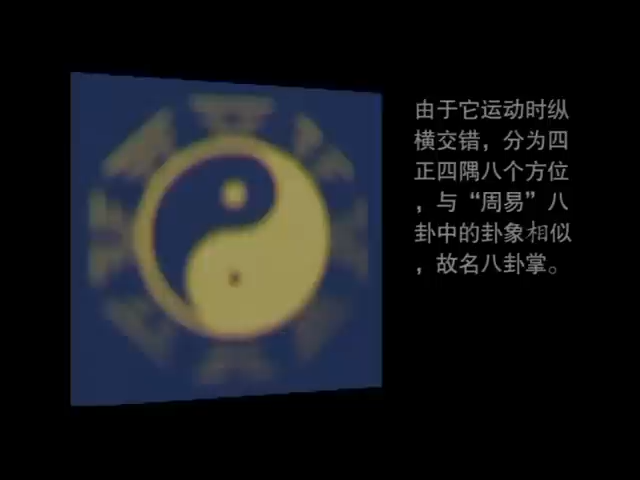 由于它运动时纵
横交错，分为四
正四隅八个方位
，与“周易”八
卦中的卦象相似
，故名八卦掌。